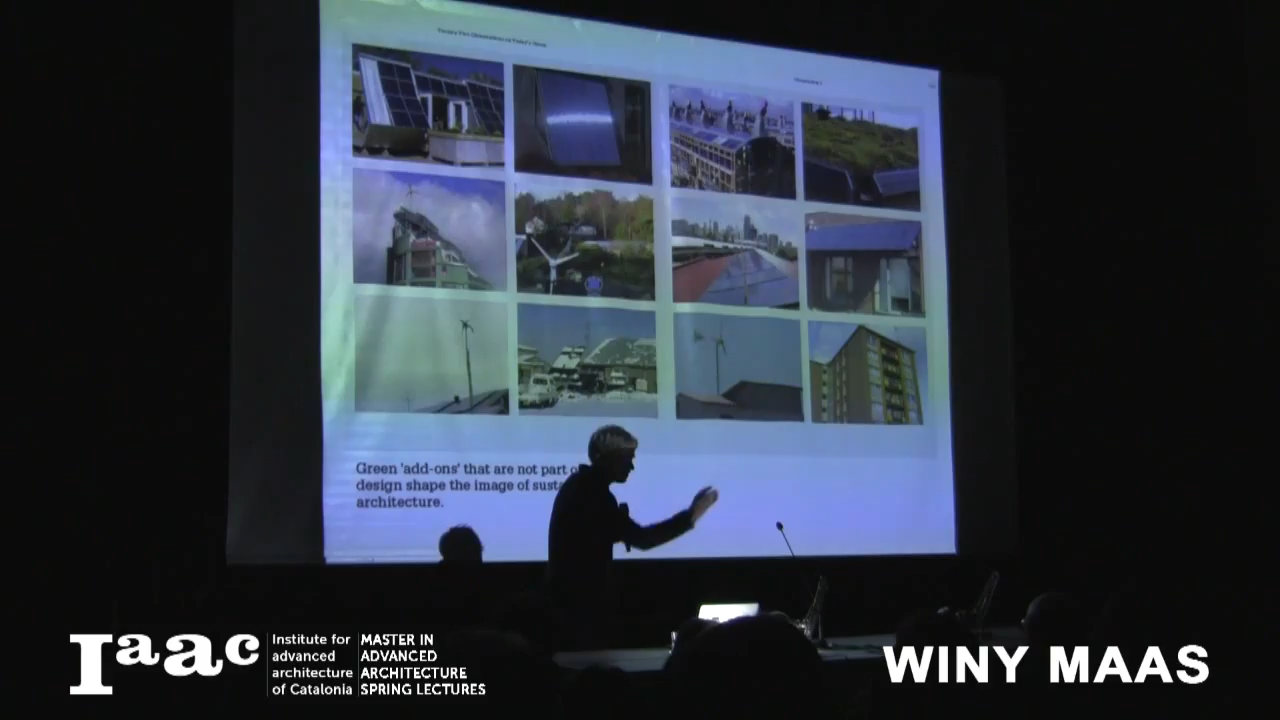 Green 'add-ons' that are not part
design shape the image of
architecture.
Iaac
Institute for
advanced
architecture
of Catalonia
MASTER IN
ADVANCED
ARCHITECTURE
SPRING LECTURES
WINY MAAS